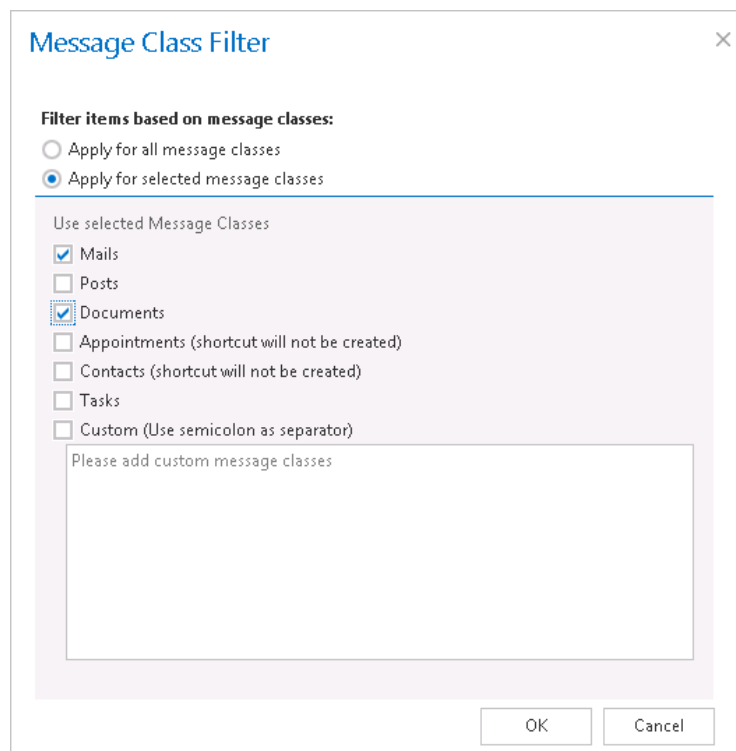 Message Class Filter
Filter items based on message classes:
Apply for all message classes
Apply for selected message classes
Use selected Message Classes
Mails
Posts
Documents
Appointments (shortcut will not be created)
Contacts (shortcut will not be created)
Tasks
Custom (Use semicolon as separator)
Please add custom message classes
OK
Cancel